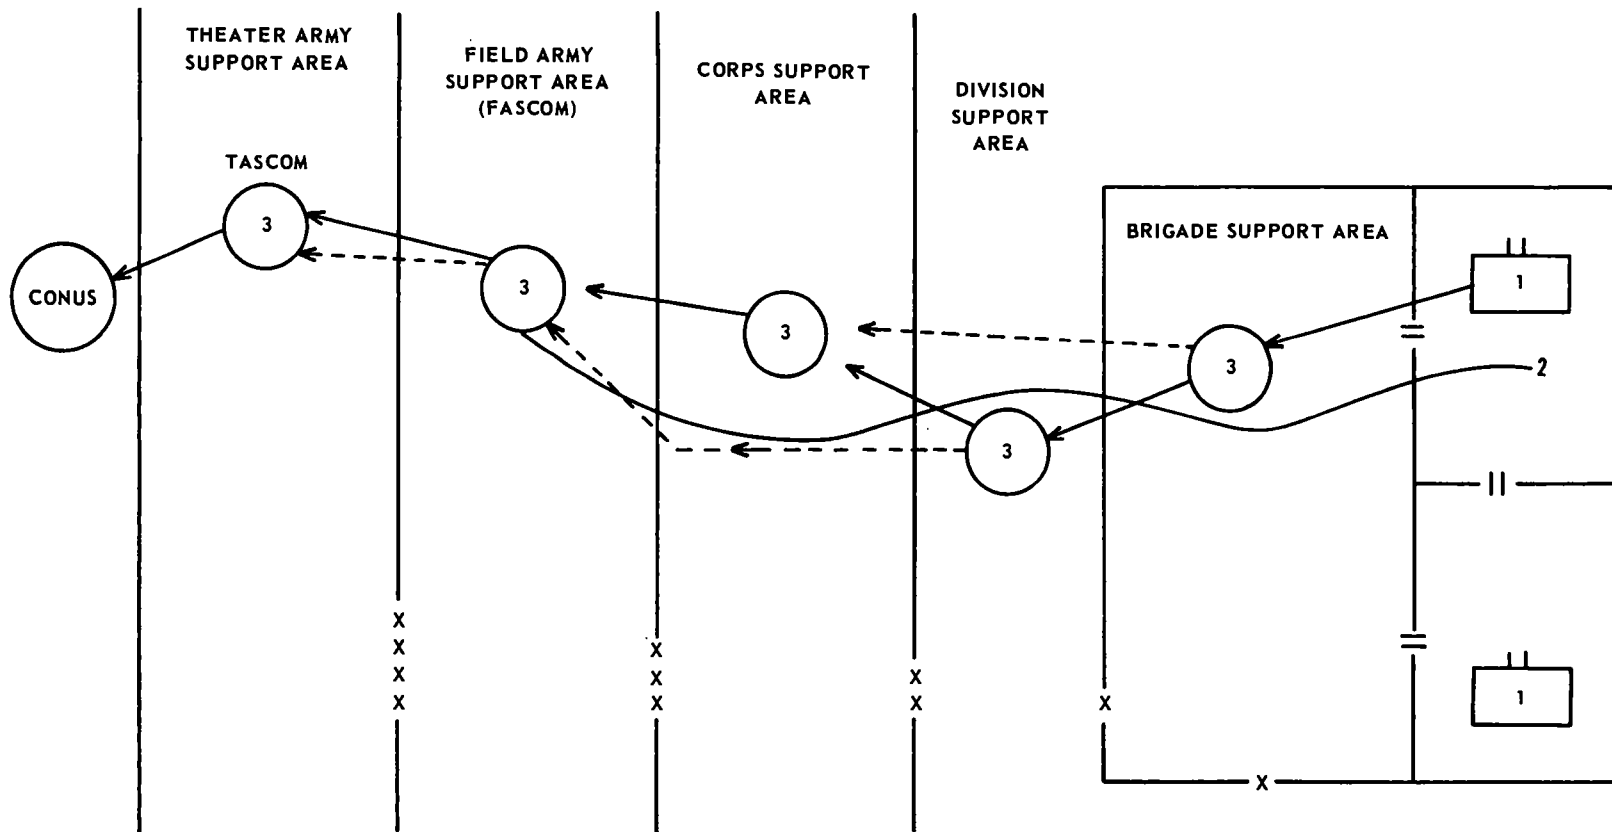 THEATER ARMY
SUPPORT AREA
FIELD ARMY
SUPPORT AREA
(FASCOM)
CORPS SUPPORT
AREA
DIVISION
SUPPORT
AREA
TASCOM
3
CONUS
3
3
3
BRIGADE SUPPORT AREA
3
1
2
1
X
X
X
X
X
X
X
X
X
X
X